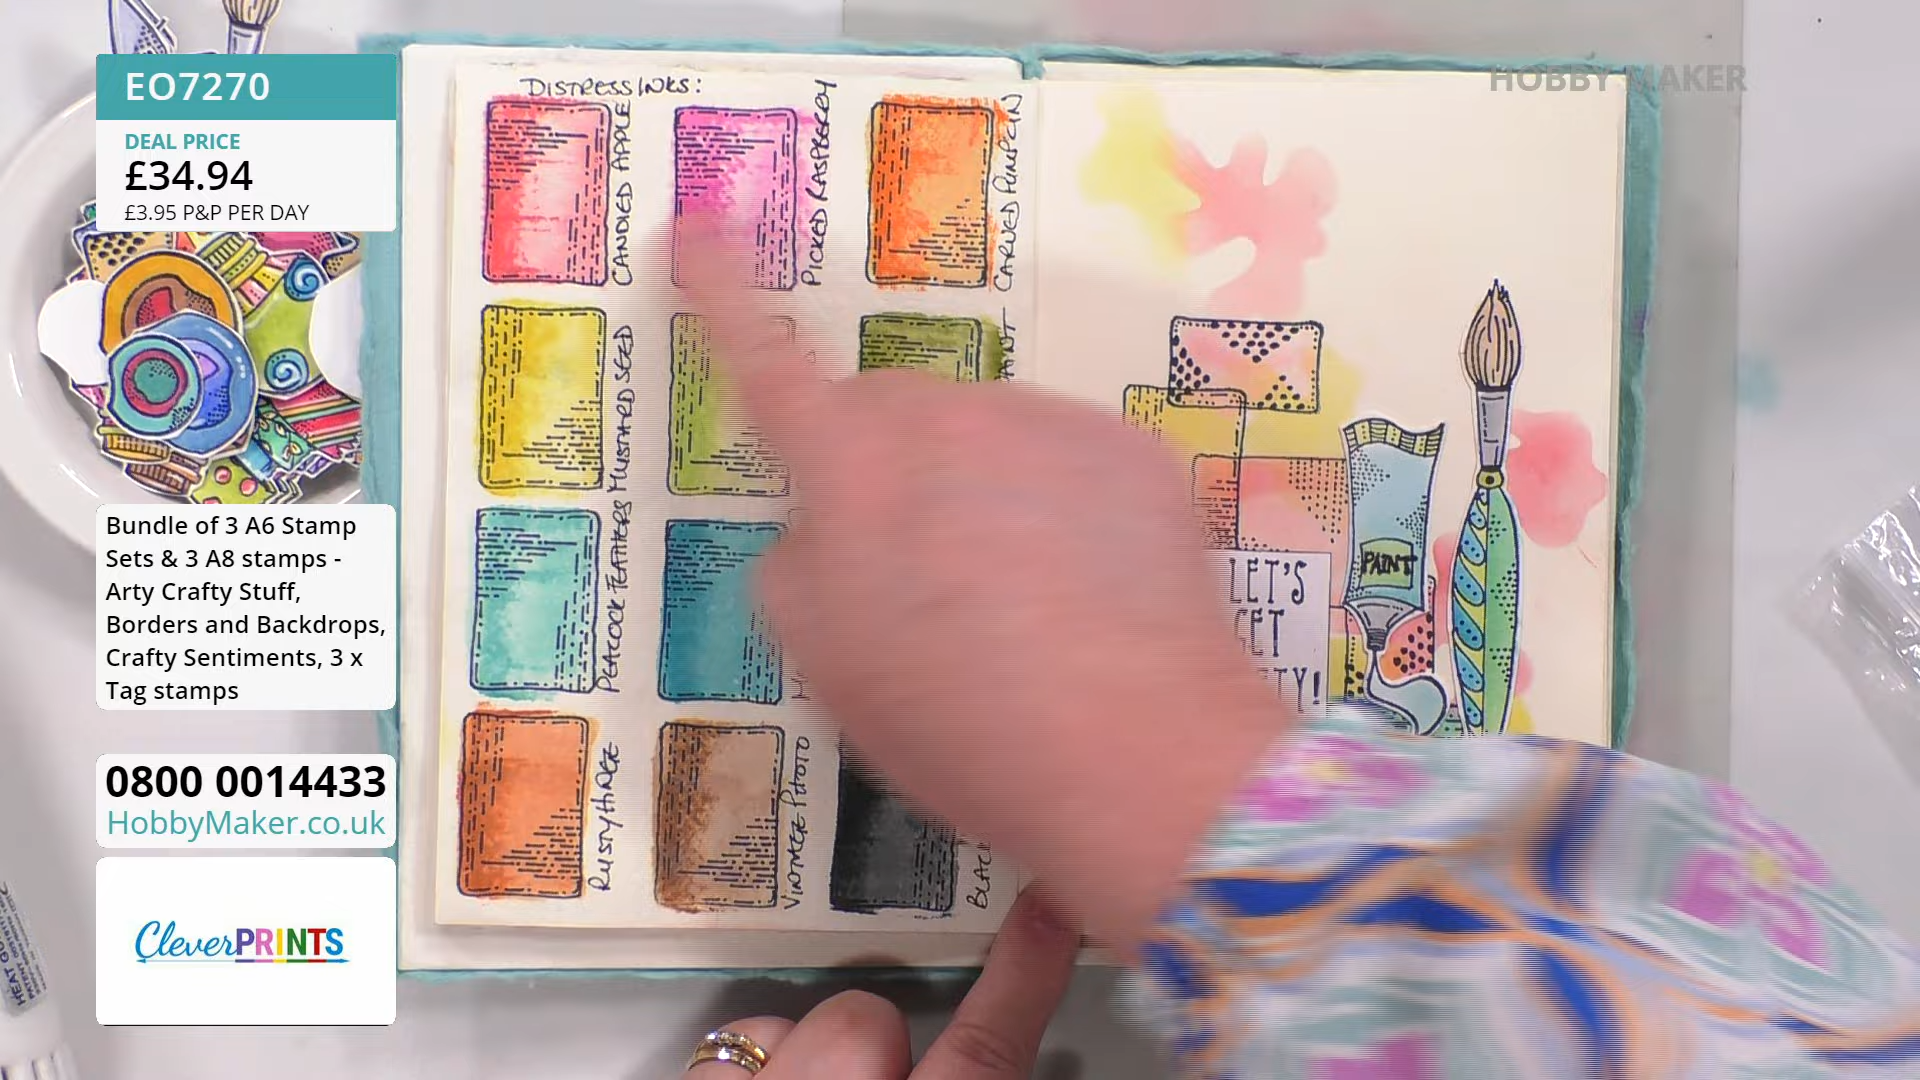 EO7270
DEAL PRICE
£34.94
£3.95 P&P PER DAY
Bundle of 3 A6 Stamp
Sets & 3 A8 stamps -
Arty Crafty Stuff,
Borders and Backdrops,
Crafty Sentiments, 3 x
Tag stamps
0800 0014433
HobbyMaker.co.uk
CleverPRINTS
HOBBY MAKER
DISTRESS INKS:
CANDIED APPLE
PICKED RASPBERRY
CARVED PUMPKIN
MUSTARD SEED
PEACOCK FEATHERS
RUSTY HINGE
VINTAGE PHOTO
PAINT
LET'S
GET